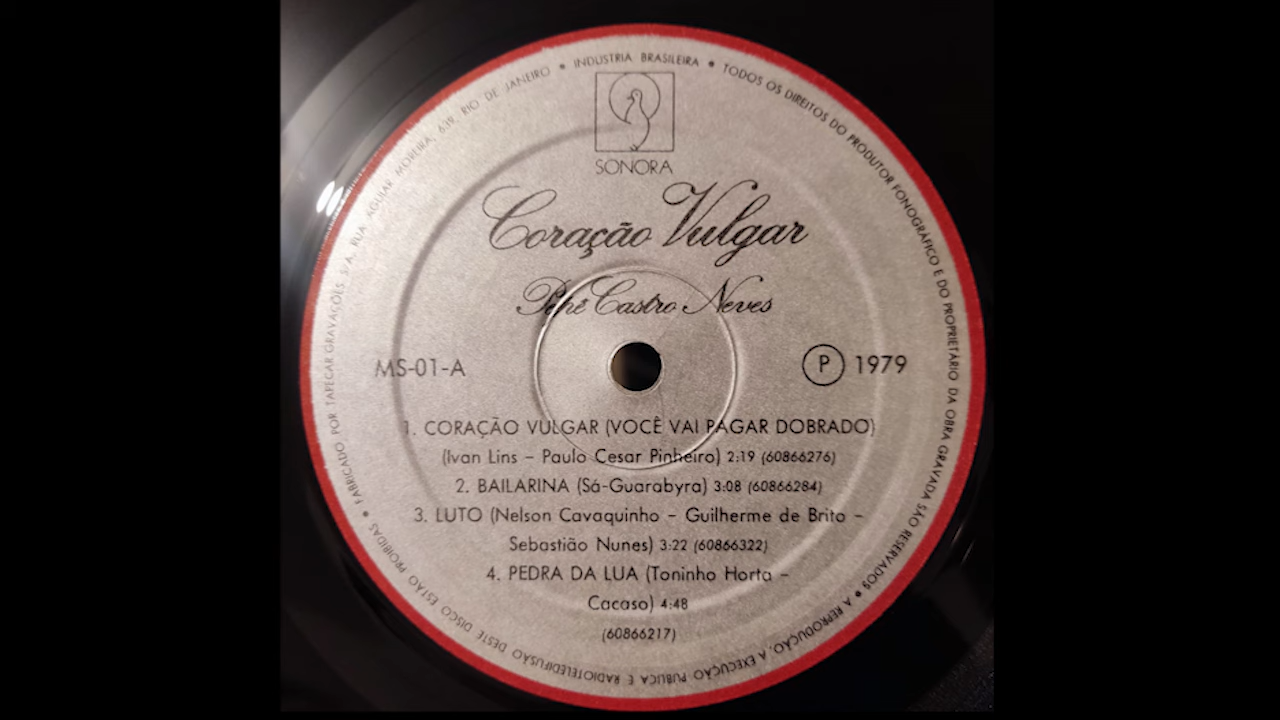 FABRICADO POR TAPECAR GRAVAÇÕES S/A. RUA AGUIAR MOREIRA, 639, RIO DE JANEIRO • INDÚSTRIA BRASILEIRA • TODOS OS DIREITOS DO PRODUTOR FONOGRÁFICO E DO PROPRIETÁRIO DA OBRA GRAVADA SÃO RESERVADOS • A REPRODUÇÃO, A EXECUÇÃO PÚBLICA E RADIOTELEDIFUSÃO DESTE DISCO ESTÃO PROIBIDAS •
SONORA
Coração Vulgar
Pepê Castro Neves
MS-01-A
Ⓟ 1979
1. CORAÇÃO VULGAR (VOCÊ VAI PAGAR DOBRADO)
(Ivan Lins – Paulo Cesar Pinheiro) 2:19 (60866276)
2. BAILARINA (Sá-Guarabyra) 3:08 (60866284)
3. LUTO (Nelson Cavaquinho – Guilherme de Brito –
Sebastião Nunes) 3:22 (60866322)
4. PEDRA DA LUA (Toninho Horta –
Cacaso) 4:48
(60866217)